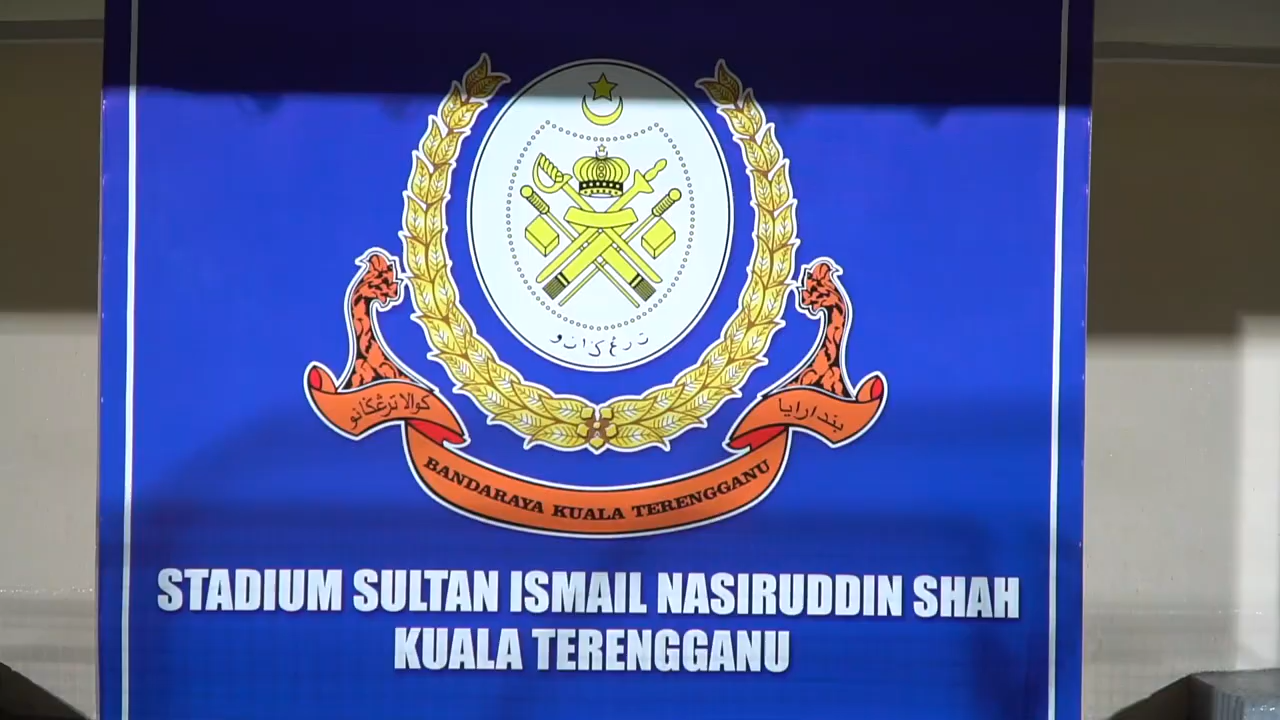 ترڠݢانو
بندارايا
كوالا ترڠݢانو
BANDARAYA KUALA TERENGGANU
STADIUM SULTAN ISMAIL NASIRUDDIN SHAH
KUALA TERENGGANU